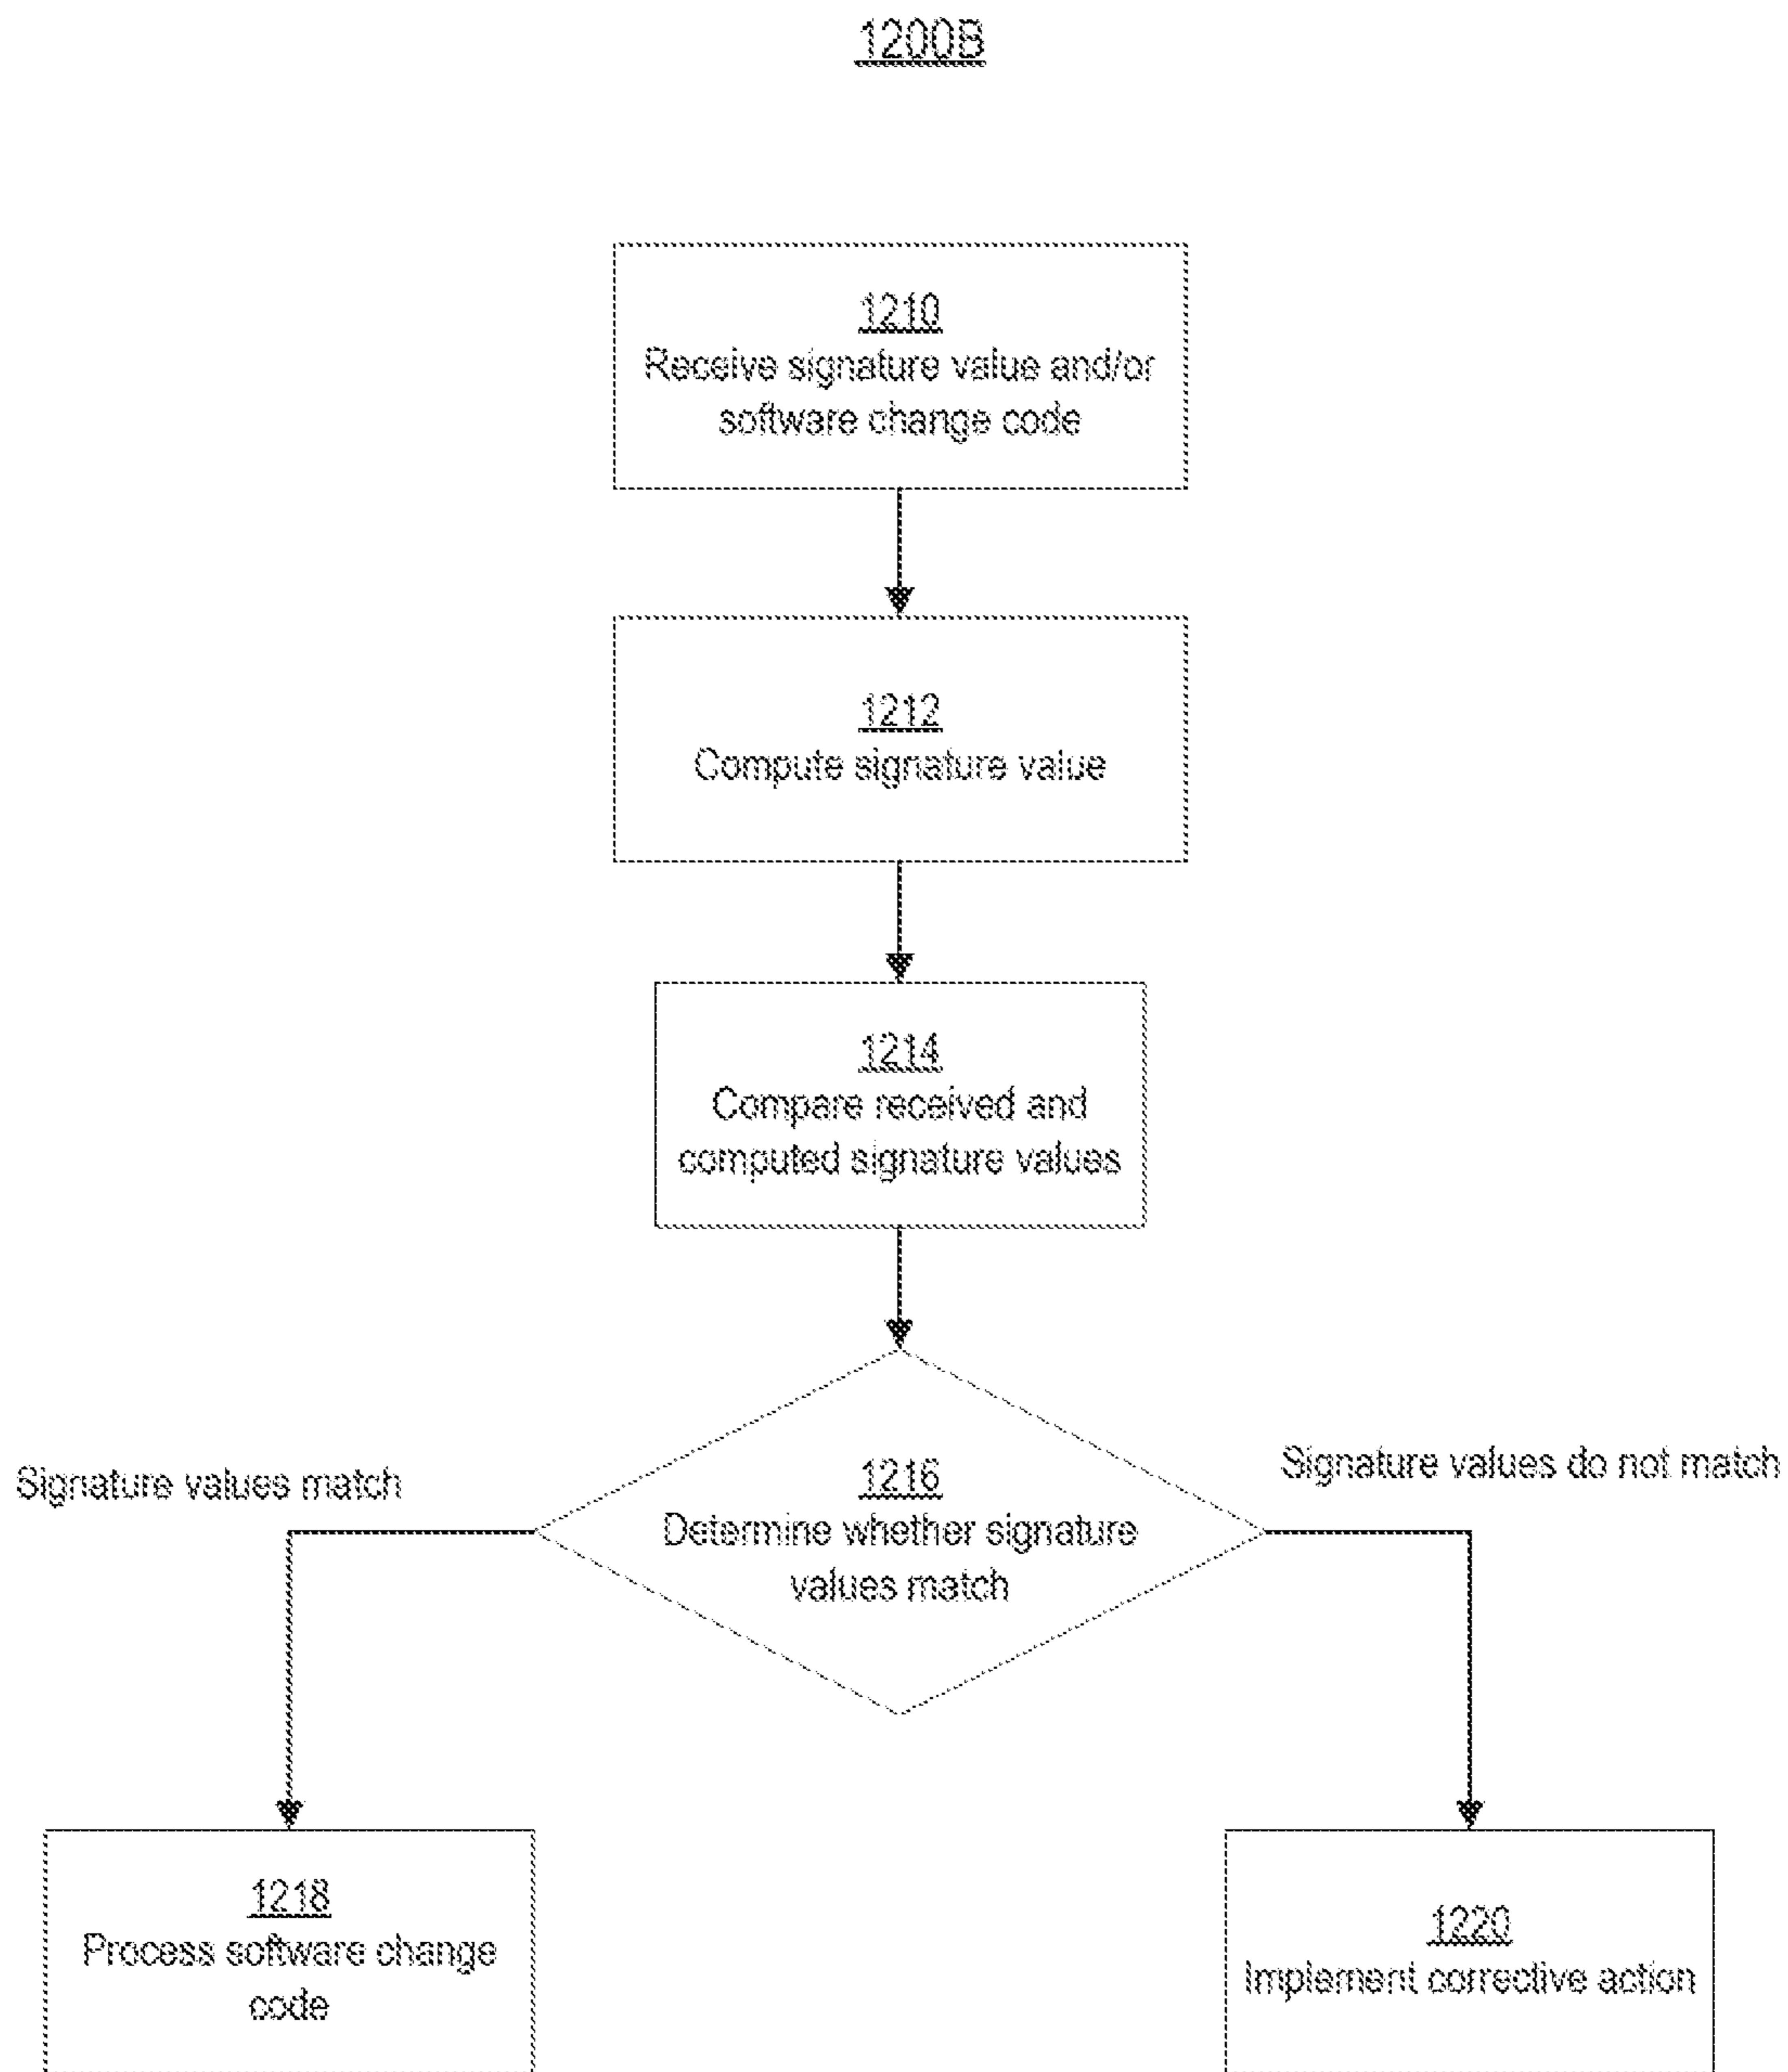 1200B
1210
Receive signature value and/or
software change code
1212
Compute signature value
1214
Compare received and
computed signature values
Signature values match
Signature values do not match
1216
Determine whether signature
values match
1218
Process software change
code
1220
Implement corrective action